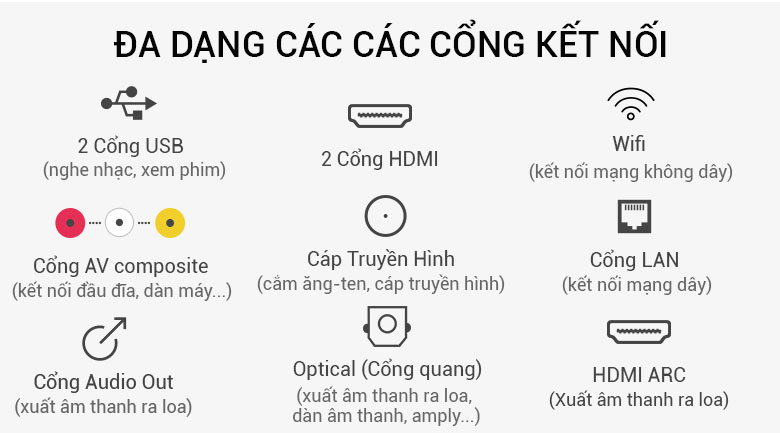 ĐA DẠNG CÁC CÁC CỔNG KẾT NỐI
2 Cổng USB
(nghe nhạc, xem phim)
2 Cổng HDMI
Wifi
(kết nối mạng không dây)
Cổng AV composite
(kết nối đầu đĩa, dàn máy...)
Cáp Truyền Hình
(cắm ăng-ten, cáp truyền hình)
Cổng LAN
(kết nối mạng dây)
Cổng Audio Out
(xuất âm thanh ra loa)
Optical (Cổng quang)
(xuất âm thanh ra loa,
dàn âm thanh, amply...)
HDMI ARC
(Xuất âm thanh ra loa)